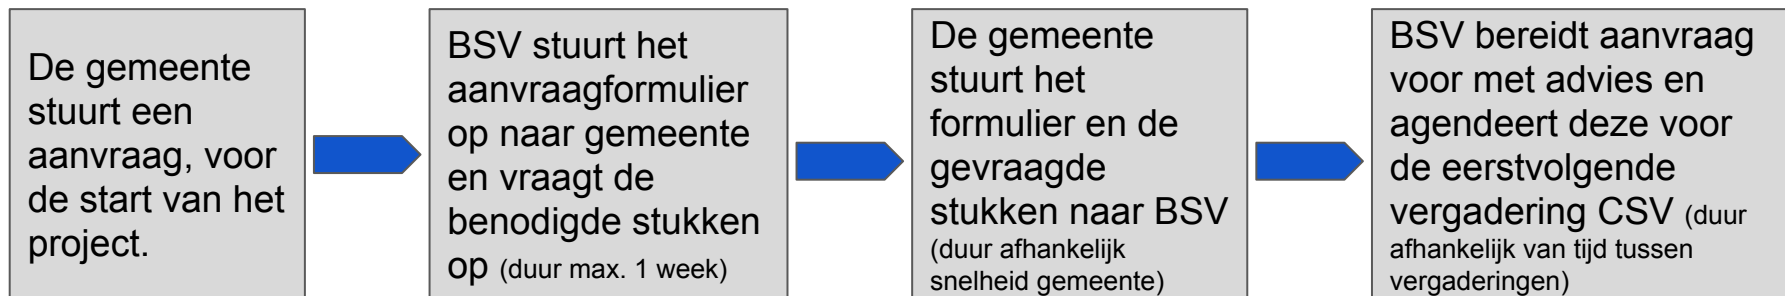 De gemeente
stuurt een
aanvraag, voor
de start van het
project.
BSV stuurt het
aanvraagformulier
op naar gemeente
en vraagt de
benodigde stukken
op (duur max. 1 week)
De gemeente
stuurt het
formulier en de
gevraagde
stukken naar BSV
(duur afhankelijk
snelheid gemeente)
BSV bereidt aanvraag
voor met advies en
agendeert deze voor
de eerstvolgende
vergadering CSV (duur
afhankelijk van tijd tussen
vergaderingen)